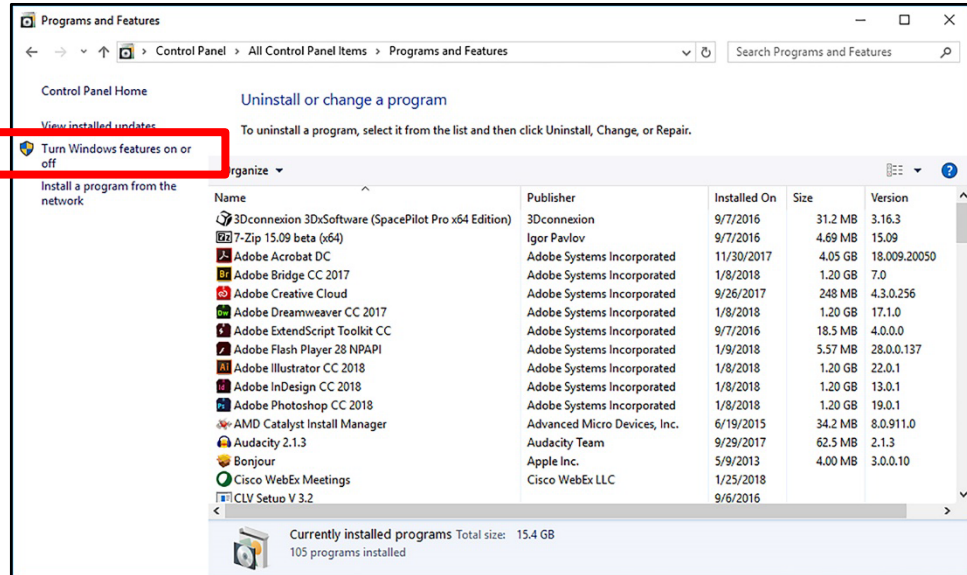 Programs and Features
Control Panel > All Control Panel Items > Programs and Features
Search Programs and Features
Control Panel Home
View installed updates
Turn Windows features on or
off
Install a program from the
network
Uninstall or change a program
To uninstall a program, select it from the list and then click Uninstall, Change, or Repair.
rganize
Name Publisher Installed On Size Version
3Dconnexion 3DxSoftware (SpacePilot Pro x64 Edition) 3Dconnexion 9/7/2016 31.2 MB 3.16.3
7-Zip 15.09 beta (x64) Igor Pavlov 9/7/2016 4.69 MB 15.09
Adobe Acrobat DC Adobe Systems Incorporated 11/30/2017 4.05 GB 18.009.20050
Adobe Bridge CC 2017 Adobe Systems Incorporated 1/8/2018 1.20 GB 7.0
Adobe Creative Cloud Adobe Systems Incorporated 9/26/2017 248 MB 4.3.0.256
Adobe Dreamweaver CC 2017 Adobe Systems Incorporated 1/8/2018 1.20 GB 17.1.0
Adobe ExtendScript Toolkit CC Adobe Systems Incorporated 9/7/2016 18.5 MB 4.0.0.0
Adobe Flash Player 28 NPAPI Adobe Systems Incorporated 1/9/2018 5.57 MB 28.0.0.137
Adobe Illustrator CC 2018 Adobe Systems Incorporated 1/8/2018 1.20 GB 22.0.1
Adobe InDesign CC 2018 Adobe Systems Incorporated 1/8/2018 1.20 GB 13.0.1
Adobe Photoshop CC 2018 Adobe Systems Incorporated 1/8/2018 1.20 GB 19.0.1
AMD Catalyst Install Manager Advanced Micro Devices, Inc. 6/19/2015 34.2 MB 8.0.911.0
Audacity 2.1.3 Audacity Team 9/29/2017 62.5 MB 2.1.3
Bonjour Apple Inc. 5/9/2013 4.00 MB 3.0.0.10
Cisco WebEx Meetings Cisco WebEx LLC 1/25/2018
CLV Setup V 3.2 9/6/2016
Currently installed programs Total size: 15.4 GB
105 programs installed